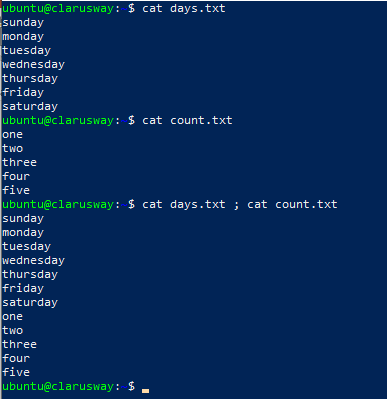 ubuntu@clarusway:~$ cat days.txt
sunday
monday
tuesday
wednesday
thursday
friday
saturday
ubuntu@clarusway:~$ cat count.txt
one
two
three
four
five
ubuntu@clarusway:~$ cat days.txt ; cat count.txt
sunday
monday
tuesday
wednesday
thursday
friday
saturday
one
two
three
four
five
ubuntu@clarusway:~$